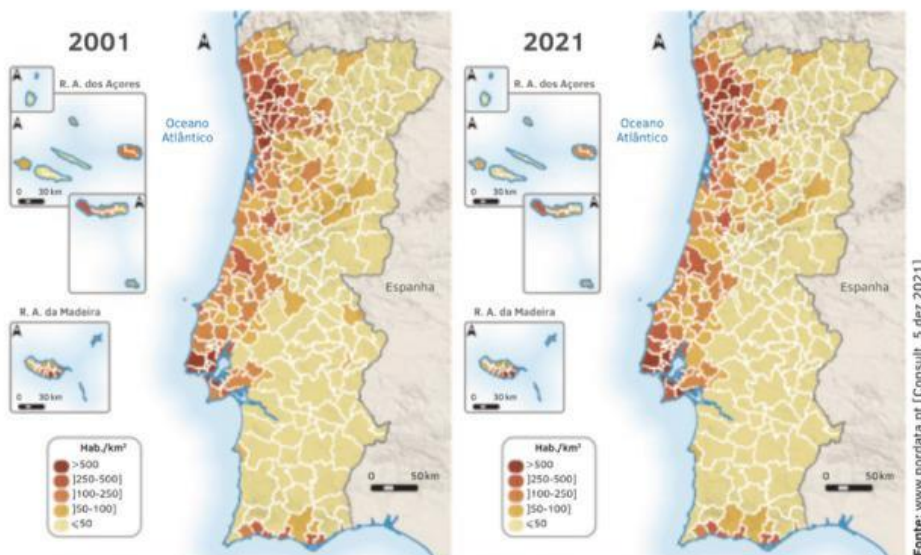 2001
R. A. dos Açores
Oceano
Atlântico
0 30 km
Espanha
R. A. da Madeira
0 30 km
Hab./km²
>500
]250-500]
]100-250]
]50-100]
≤50
0 50 km
2021
R. A. dos Açores
Oceano
Atlântico
0 30 km
Espanha
R. A. da Madeira
0 30 km
Hab./km²
>500
]250-500]
]100-250]
]50-100]
≤50
0 50 km
Fonte: www.pordata.pt [Consult. 5 dez 2021]